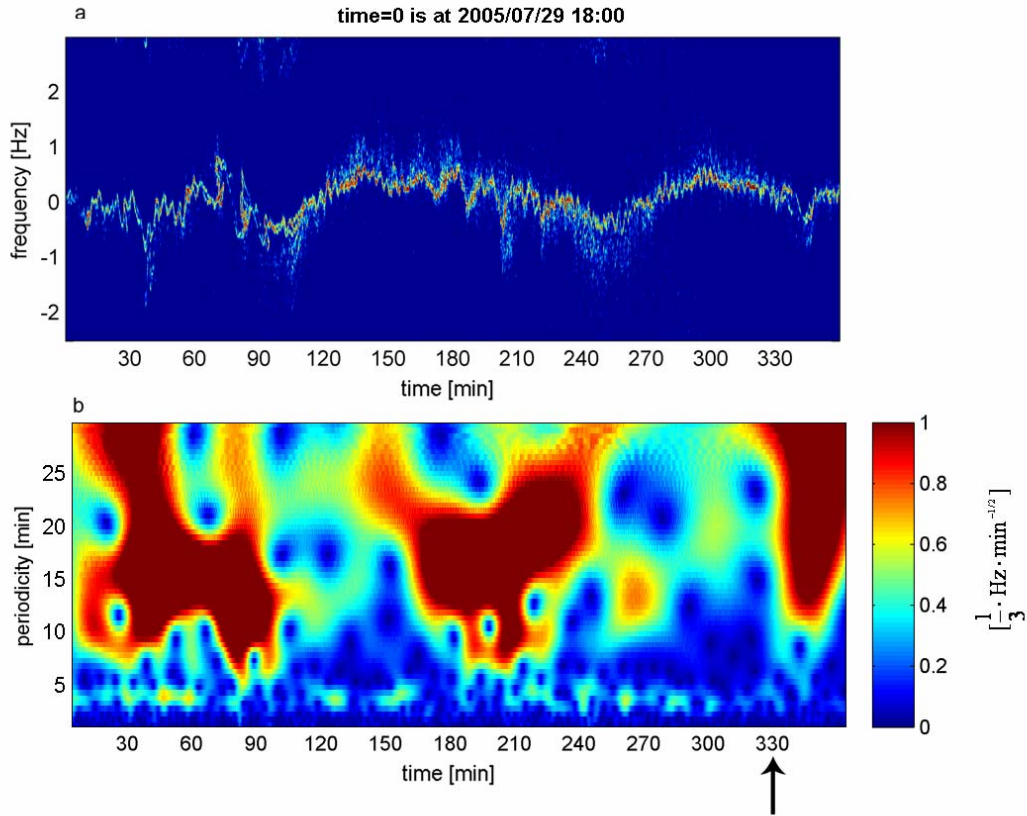 a
time=0 is at 2005/07/29 18:00
frequency [Hz]
2
1
0
-1
-2
30 60 90 120 150 180 210 240 270 300 330
time [min]
b
periodicity [min]
25
20
15
10
5
30 60 90 120 150 180 210 240 270 300 330
time [min]
1
0.8
0.6
0.4
0.2
0
[1/3 · Hz · min⁻¹/²]